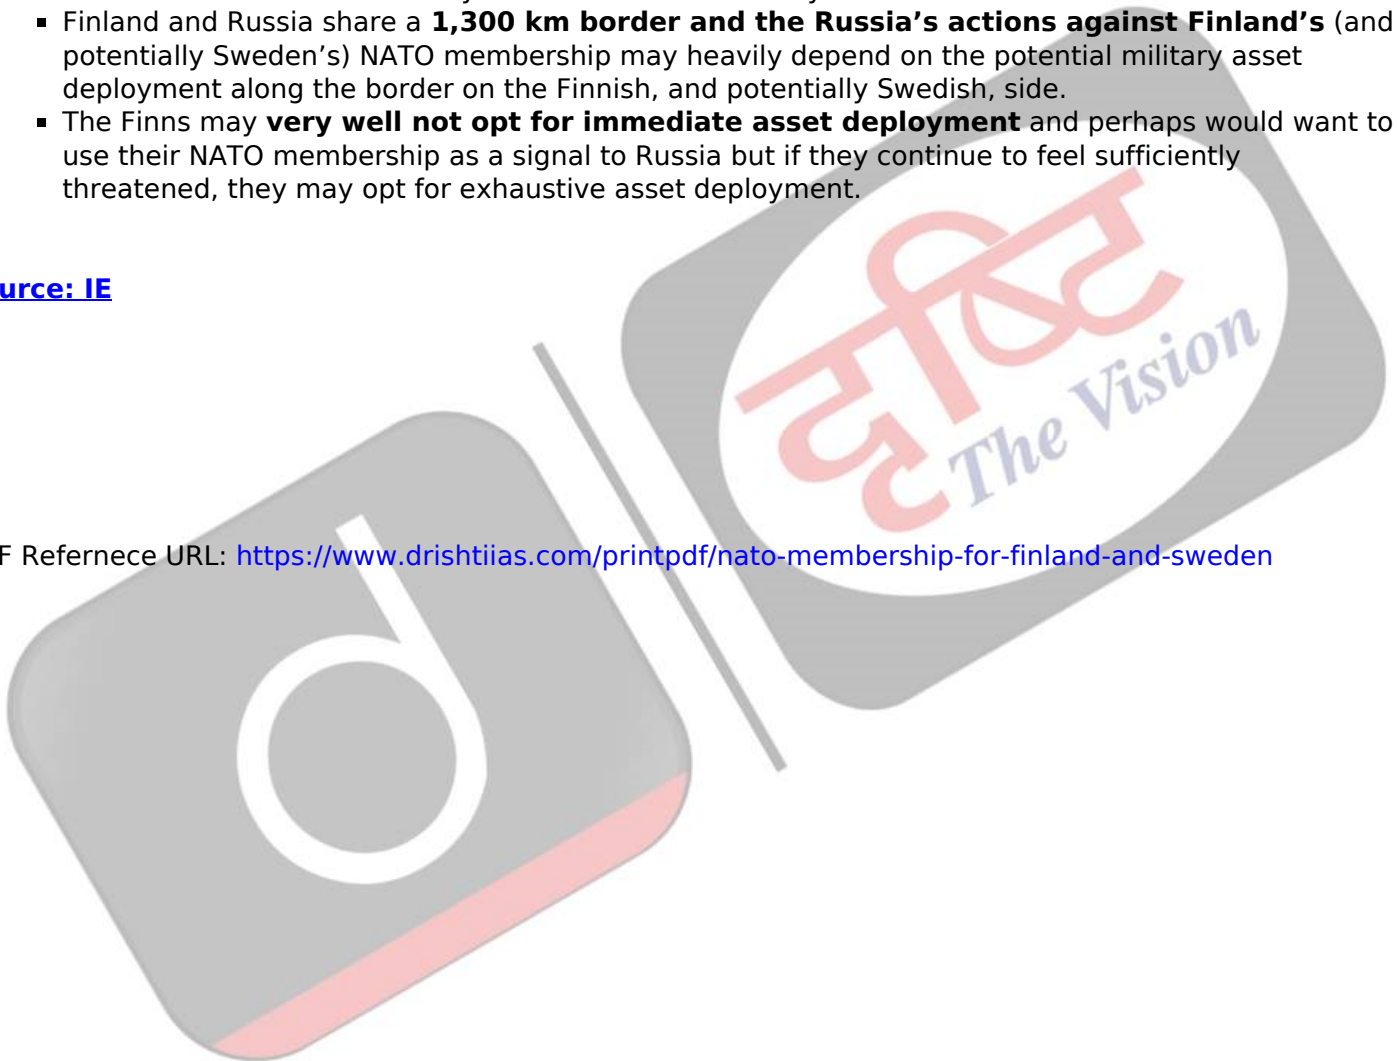 ▪ Finland and Russia share a 1,300 km border and the Russia’s actions against Finland’s (and
potentially Sweden’s) NATO membership may heavily depend on the potential military asset
deployment along the border on the Finnish, and potentially Swedish, side.
▪ The Finns may very well not opt for immediate asset deployment and perhaps would want to
use their NATO membership as a signal to Russia but if they continue to feel sufficiently
threatened, they may opt for exhaustive asset deployment.
urce: IE
दृष्टि
The Vision
F Refernece URL: https://www.drishtiias.com/printpdf/nato-membership-for-finland-and-sweden